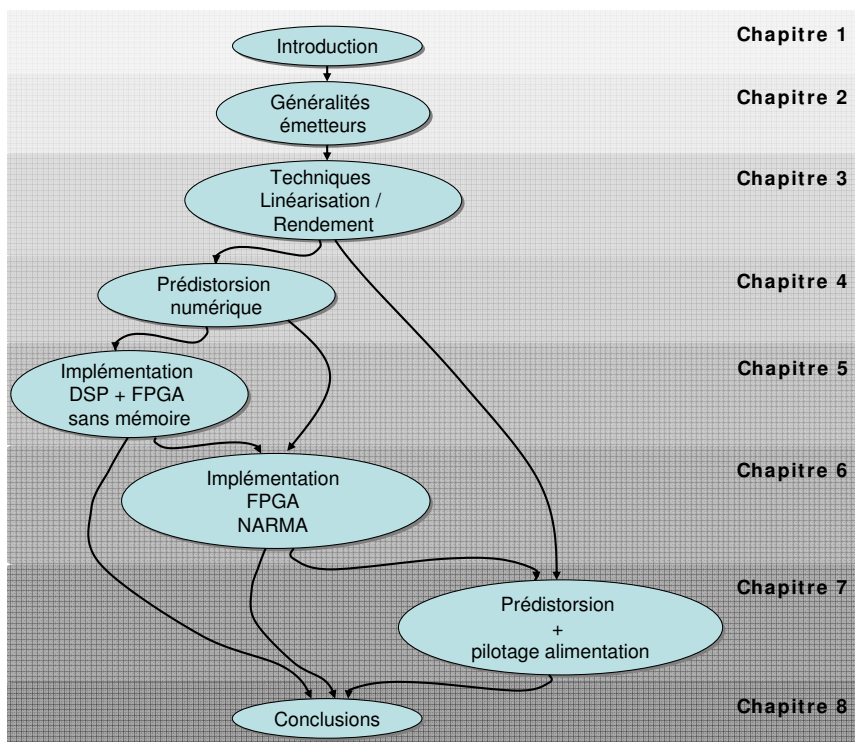 Chapitre 1
Introduction
Chapitre 2
Généralités
émetteurs
Chapitre 3
Techniques
Linéarisation /
Rendement
Chapitre 4
Prédistorsion
numérique
Chapitre 5
Implémentation
DSP + FPGA
sans mémoire
Chapitre 6
Implémentation
FPGA
NARMA
Chapitre 7
Prédistorsion
+
pilotage alimentation
Chapitre 8
Conclusions